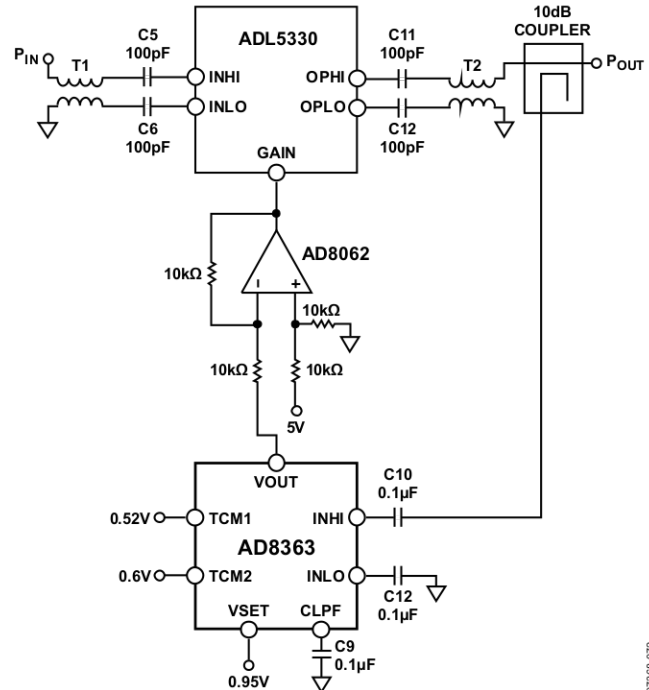 10dB
COUPLER
P_IN
T1
C5
100pF
ADL5330
C11
100pF
T2
P_OUT
INHI
OPHI
INLO
OPLO
C6
100pF
C12
100pF
GAIN
AD8062
10kΩ
– +
10kΩ
10kΩ
10kΩ
5V
VOUT
C10
0.1µF
0.52V
TCM1
INHI
AD8363
0.6V
TCM2
INLO
C12
0.1µF
VSET
CLPF
C9
0.1µF
0.95V